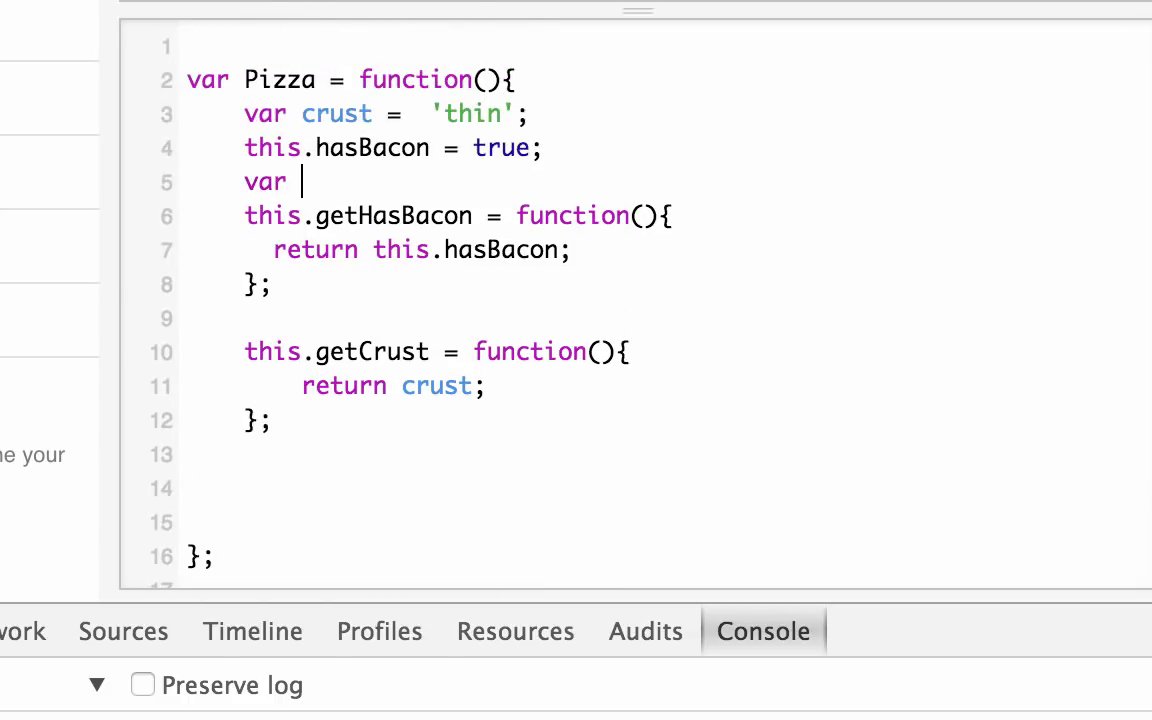 1
2 var Pizza = function(){
3 var crust =  'thin';
4 this.hasBacon = true;
5 var
6 this.getHasBacon = function(){
7 return this.hasBacon;
8 };
9
10 this.getCrust = function(){
11 return crust;
12 };
13
he your
14
15
16 };
17
work Sources Timeline Profiles Resources Audits Console
▼ Preserve log